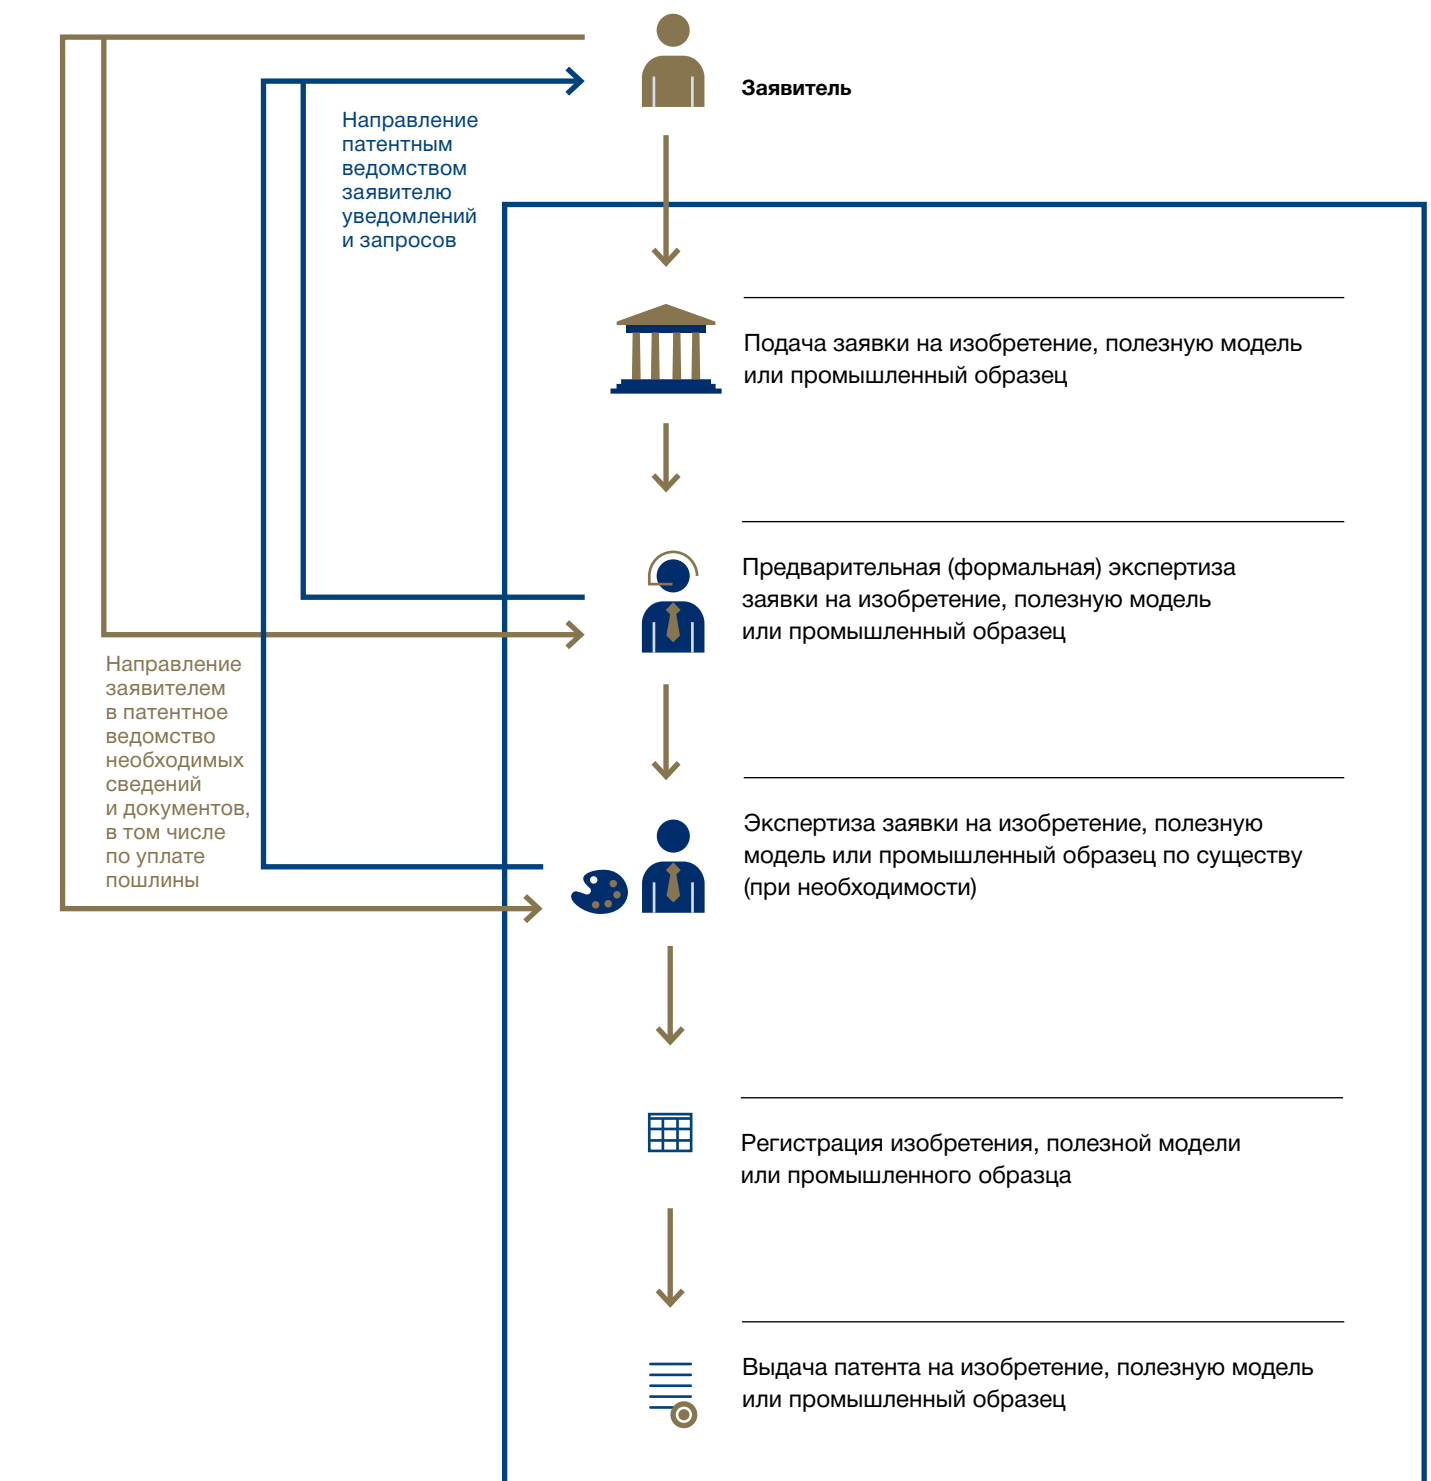 Заявитель
Направление
патентным
ведомством
заявителю
уведомлений
и запросов
Подача заявки на изобретение, полезную модель
или промышленный образец
Предварительная (формальная) экспертиза
заявки на изобретение, полезную модель
или промышленный образец
Направление
заявителем
в патентное
ведомство
необходимых
сведений
и документов,
в том числе
по уплате
пошлины
Экспертиза заявки на изобретение, полезную
модель или промышленный образец по существу
(при необходимости)
Регистрация изобретения, полезной модели
или промышленного образца
Выдача патента на изобретение, полезную модель
или промышленный образец